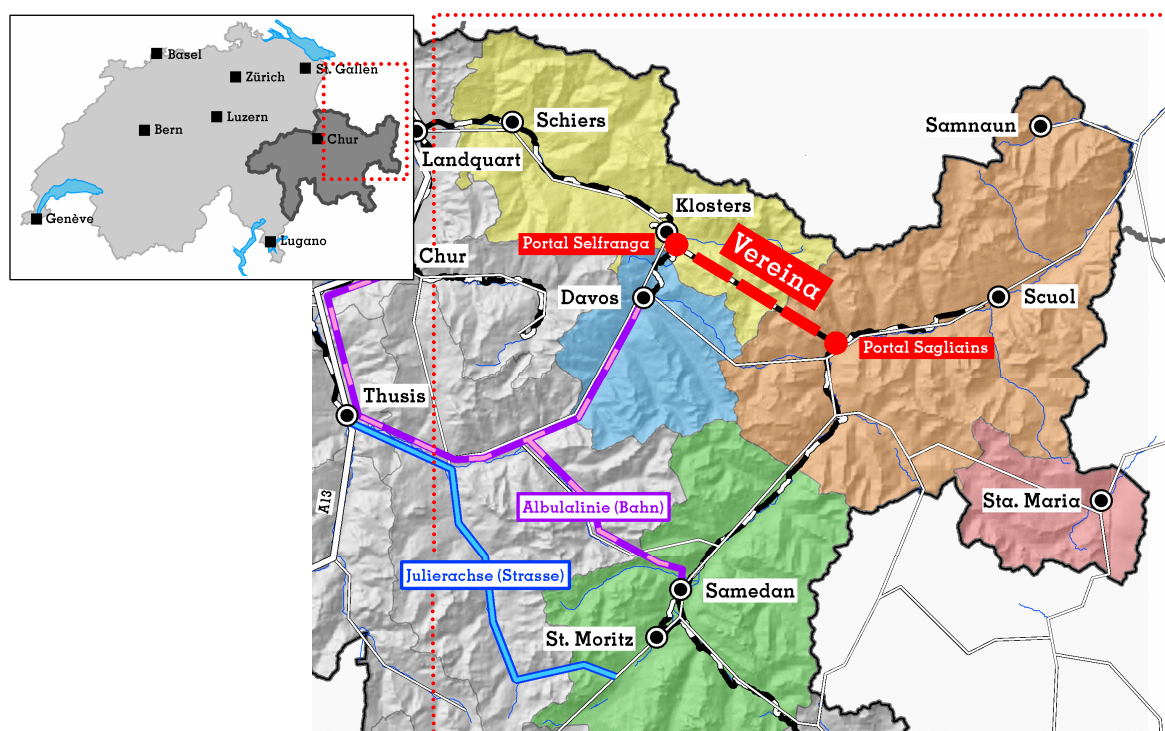 Basel
Zürich
St. Gallen
Luzern
Bern
Chur
Genève
Lugano
Schiers
Samnaun
Landquart
Klosters
Portal Selfranga
Vereina
Chur
Davos
Scuol
Portal Sagliains
Thusis
A13
Albulalinie (Bahn)
Sta. Maria
Julierachse (Strasse)
Samedan
St. Moritz